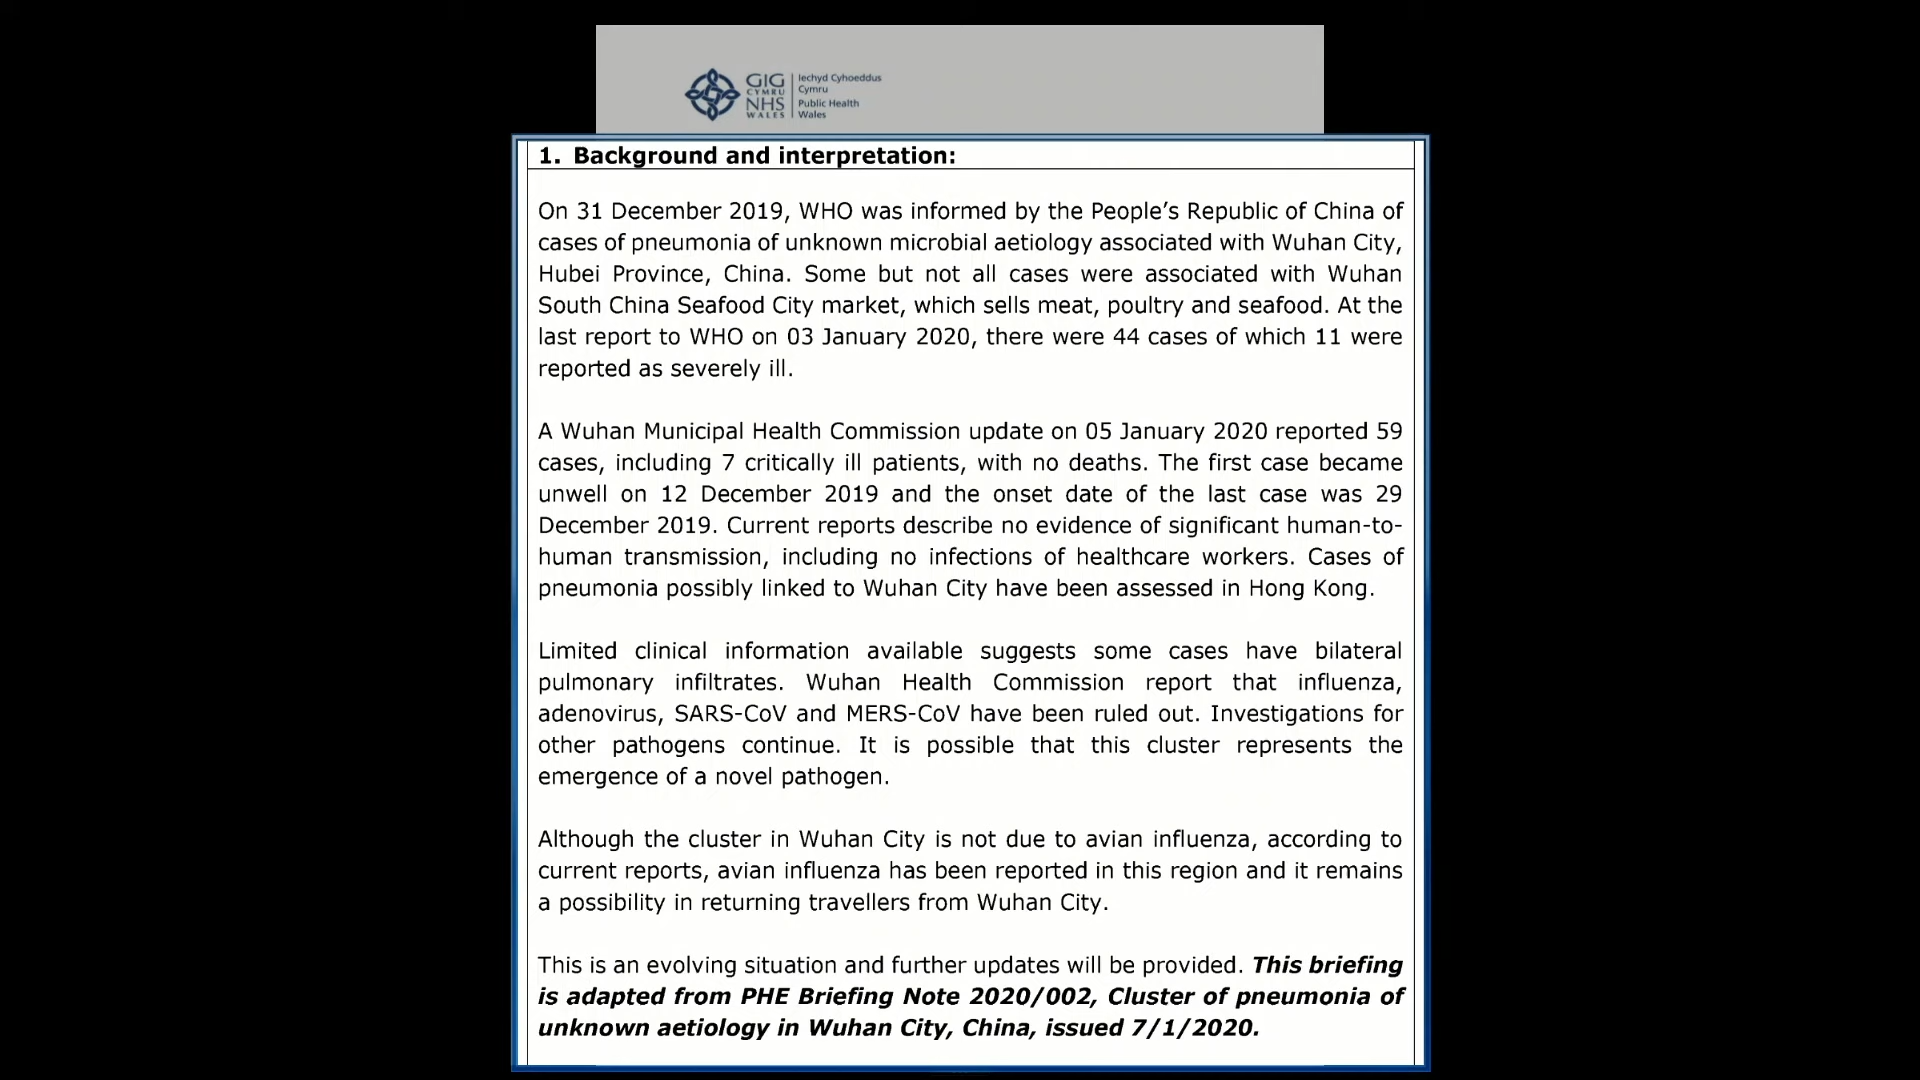 GIG
CYMRU
NHS
WALES
Iechyd Cyhoeddus
Cymru
Public Health
Wales
1. Background and interpretation:
On 31 December 2019, WHO was informed by the People’s Republic of China of
cases of pneumonia of unknown microbial aetiology associated with Wuhan City,
Hubei Province, China. Some but not all cases were associated with Wuhan
South China Seafood City market, which sells meat, poultry and seafood. At the
last report to WHO on 03 January 2020, there were 44 cases of which 11 were
reported as severely ill.
A Wuhan Municipal Health Commission update on 05 January 2020 reported 59
cases, including 7 critically ill patients, with no deaths. The first case became
unwell on 12 December 2019 and the onset date of the last case was 29
December 2019. Current reports describe no evidence of significant human-to-
human transmission, including no infections of healthcare workers. Cases of
pneumonia possibly linked to Wuhan City have been assessed in Hong Kong.
Limited clinical information available suggests some cases have bilateral
pulmonary infiltrates. Wuhan Health Commission report that influenza,
adenovirus, SARS-CoV and MERS-CoV have been ruled out. Investigations for
other pathogens continue. It is possible that this cluster represents the
emergence of a novel pathogen.
Although the cluster in Wuhan City is not due to avian influenza, according to
current reports, avian influenza has been reported in this region and it remains
a possibility in returning travellers from Wuhan City.
This is an evolving situation and further updates will be provided. This briefing
is adapted from PHE Briefing Note 2020/002, Cluster of pneumonia of
unknown aetiology in Wuhan City, China, issued 7/1/2020.